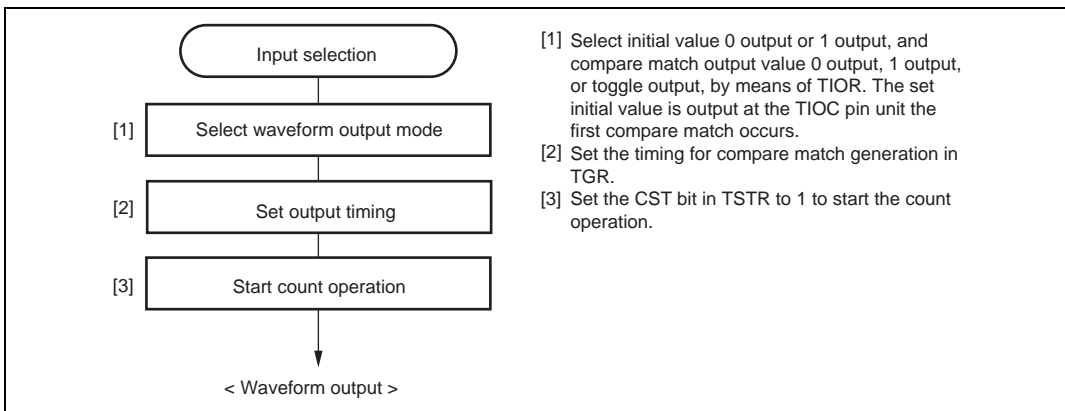 Input selection
[1] Select waveform output mode
[2] Set output timing
[3] Start count operation
< Waveform output >
[1] Select initial value 0 output or 1 output, and
compare match output value 0 output, 1 output,
or toggle output, by means of TIOR. The set
initial value is output at the TIOC pin unit the
first compare match occurs.
[2] Set the timing for compare match generation in
TGR.
[3] Set the CST bit in TSTR to 1 to start the count
operation.